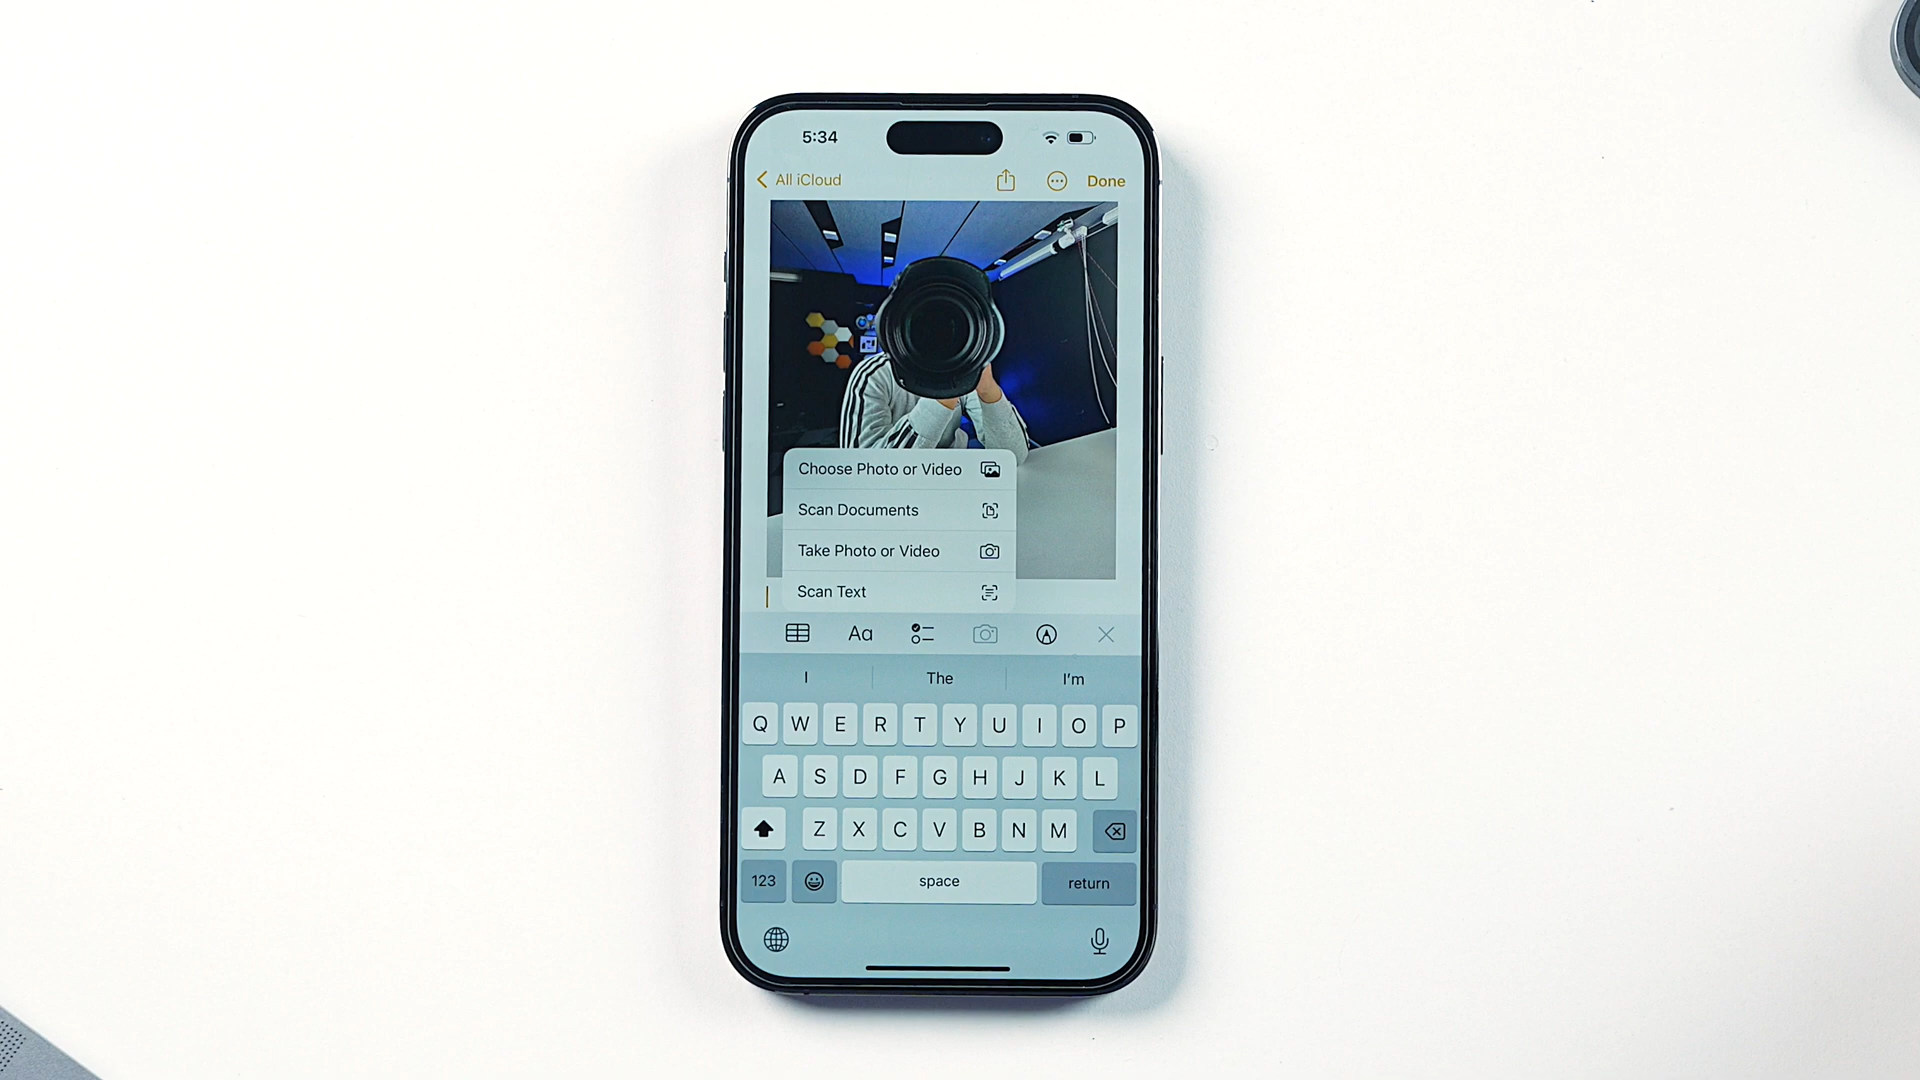 5:34
All iCloud
Done
Choose Photo or Video
Scan Documents
Take Photo or Video
Scan Text
Aa
I The I'm
Q W E R T Y U I O P
A S D F G H J K L
Z X C V B N M
123 space return